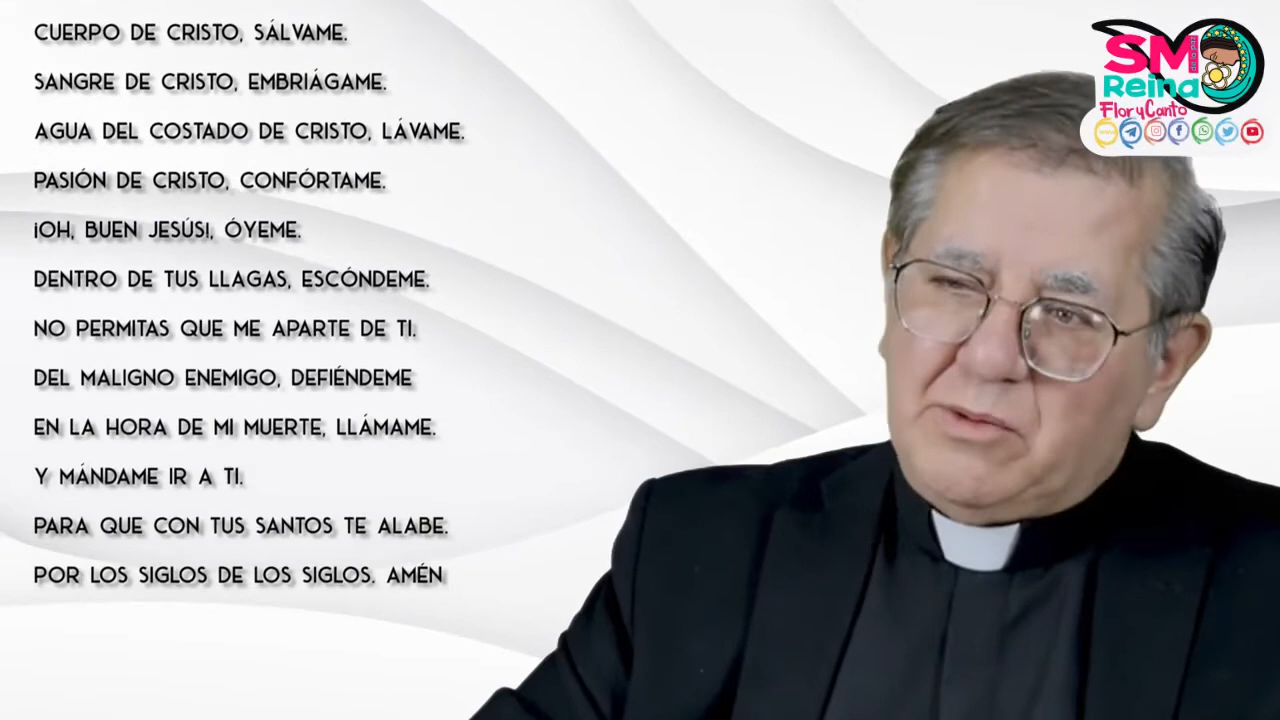 CUERPO DE CRISTO, SÁLVAME.
SANGRE DE CRISTO, EMBRIÁGAME.
AGUA DEL COSTADO DE CRISTO, LÁVAME.
PASIÓN DE CRISTO, CONFÓRTAME.
¡OH, BUEN JESÚS!, ÓYEME.
DENTRO DE TUS LLAGAS, ESCÓNDEME.
NO PERMITAS QUE ME APARTE DE TI.
DEL MALIGNO ENEMIGO, DEFIÉNDEME
EN LA HORA DE MI MUERTE, LLÁMAME.
Y MÁNDAME IR A TI.
PARA QUE CON TUS SANTOS TE ALABE.
POR LOS SIGLOS DE LOS SIGLOS. AMÉN
SM
de la paz
Reina
Flor y Canto